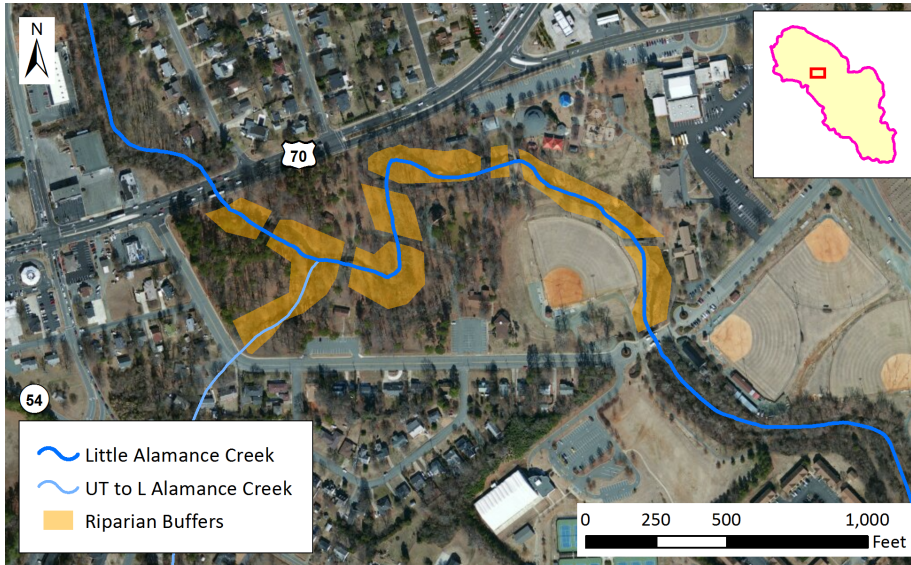 N
70
54
Little Alamance Creek
UT to L Alamance Creek
Riparian Buffers
0 250 500 1,000
Feet